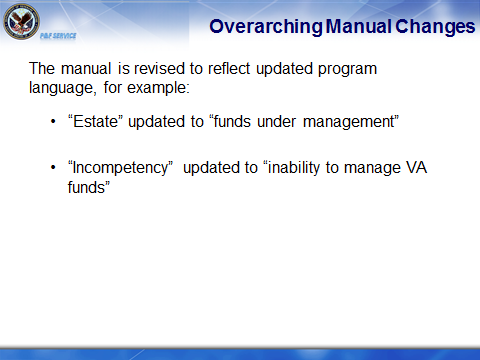 Overarching Manual Changes
P&F SERVICE
The manual is revised to reflect updated program
language, for example:
• “Estate” updated to “funds under management”
• “Incompetency”  updated to “inability to manage VA
funds”